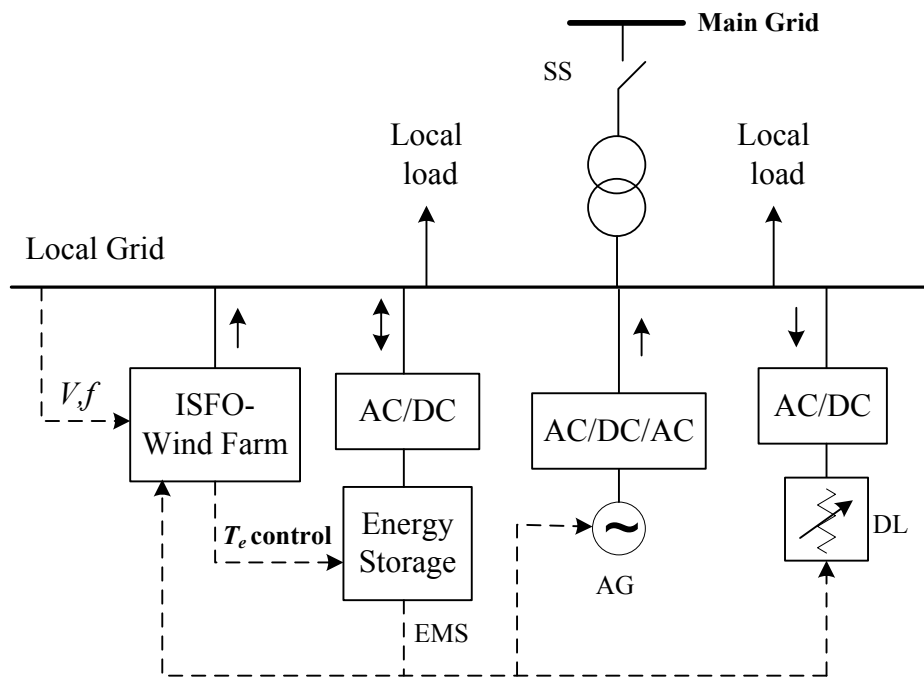 Main Grid
SS
Local
load
Local
load
Local Grid
V,f
ISFO-
Wind Farm
AC/DC
AC/DC/AC
AC/DC
T_e control
Energy
Storage
~
AG
DL
EMS